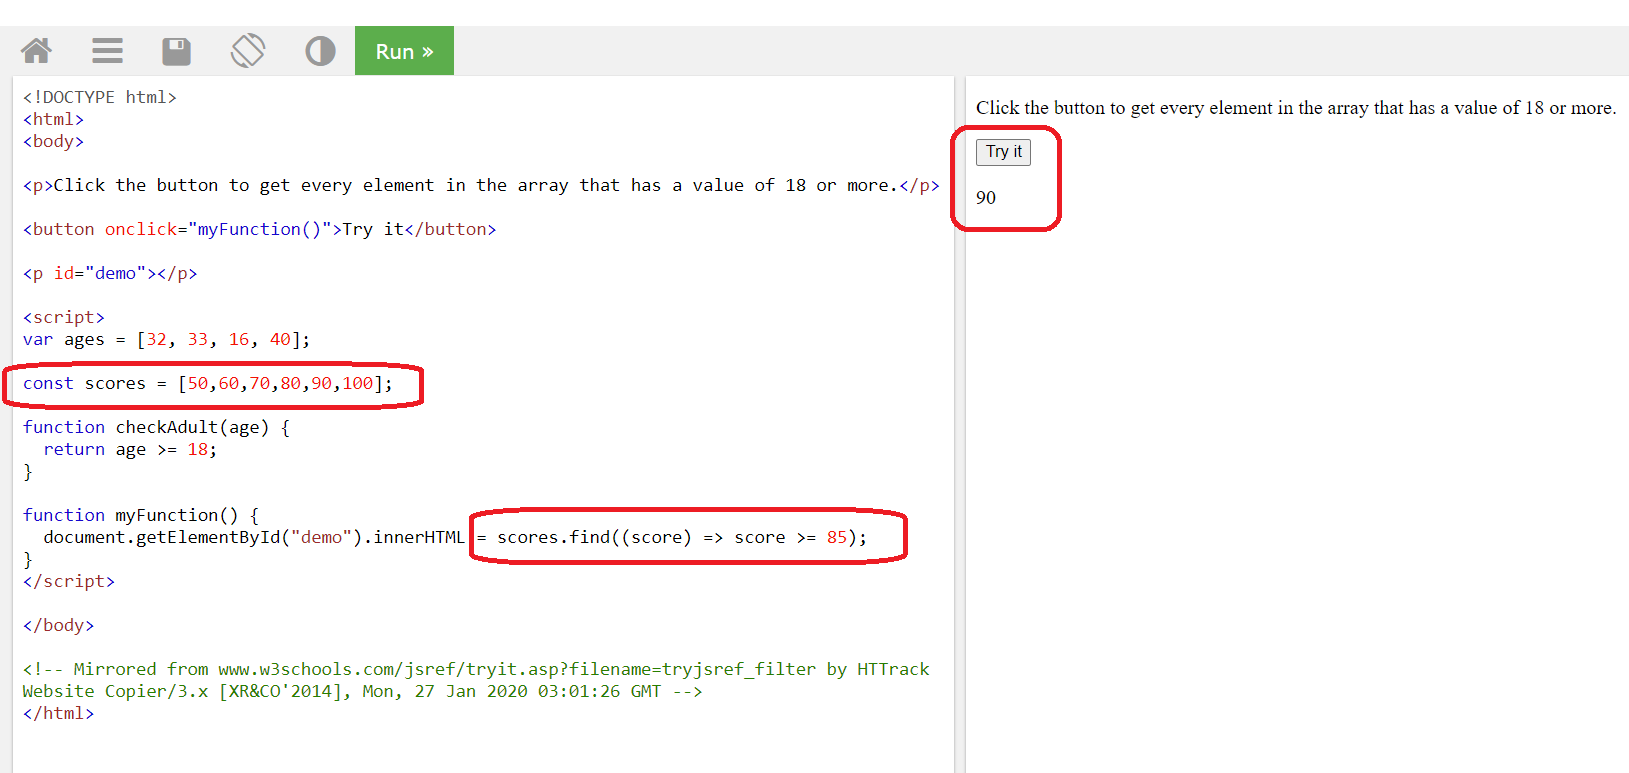 Run »
<!DOCTYPE html>
<html>
<body>
<p>Click the button to get every element in the array that has a value of 18 or more.</p>
<button onclick="myFunction()">Try it</button>
<p id="demo"></p>
<script>
var ages = [32, 33, 16, 40];
const scores = [50,60,70,80,90,100];
function checkAdult(age) {
return age >= 18;
}
function myFunction() {
document.getElementById("demo").innerHTML = scores.find((score) => score >= 85);
}
</script>
</body>
<!-- Mirrored from www.w3schools.com/jsref/tryit.asp?filename=tryjsref_filter by HTTrack
Website Copier/3.x [XR&CO'2014], Mon, 27 Jan 2020 03:01:26 GMT -->
</html>
Click the button to get every element in the array that has a value of 18 or more.
Try it
90